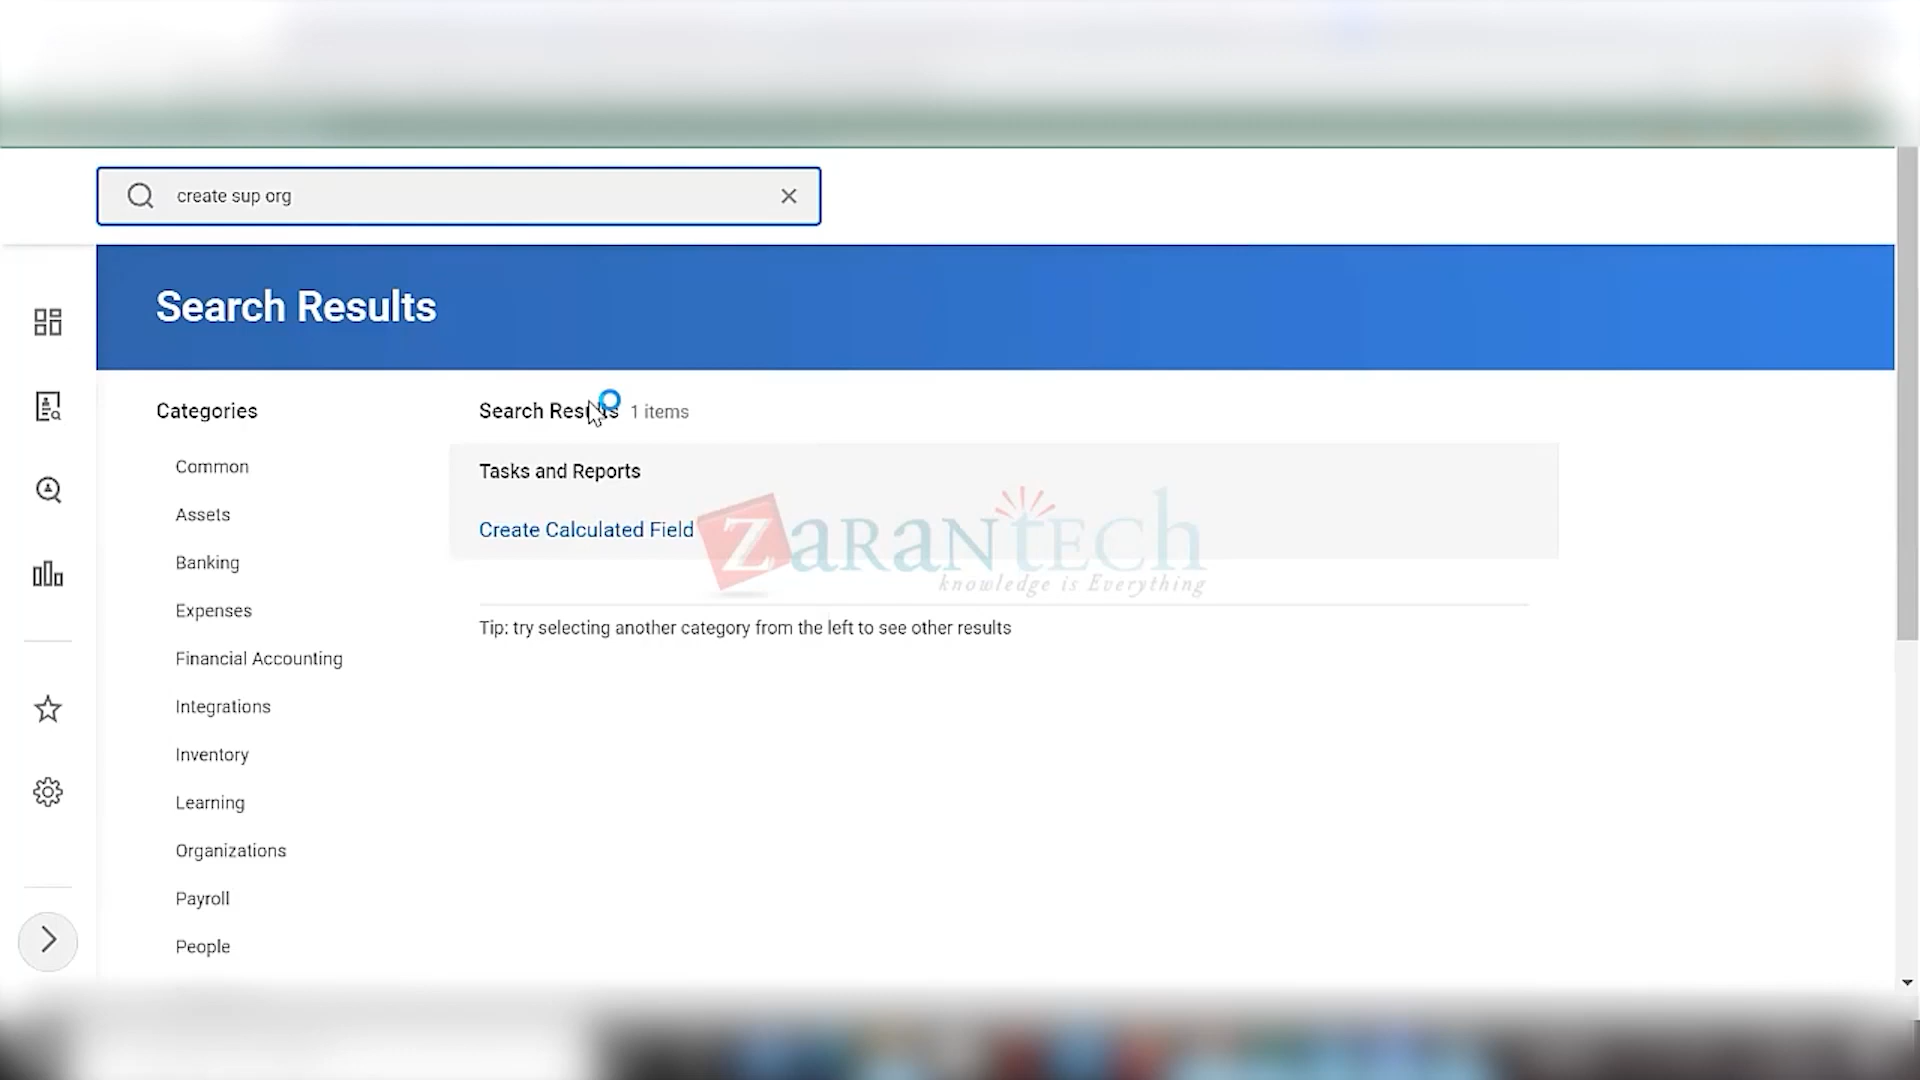 create sup org
Search Results
Categories
Search Results 1 items
Common
Tasks and Reports
Assets
Create Calculated Field
ZaranTech
knowledge is Everything
Banking
Expenses
Tip: try selecting another category from the left to see other results
Financial Accounting
Integrations
Inventory
Learning
Organizations
Payroll
People